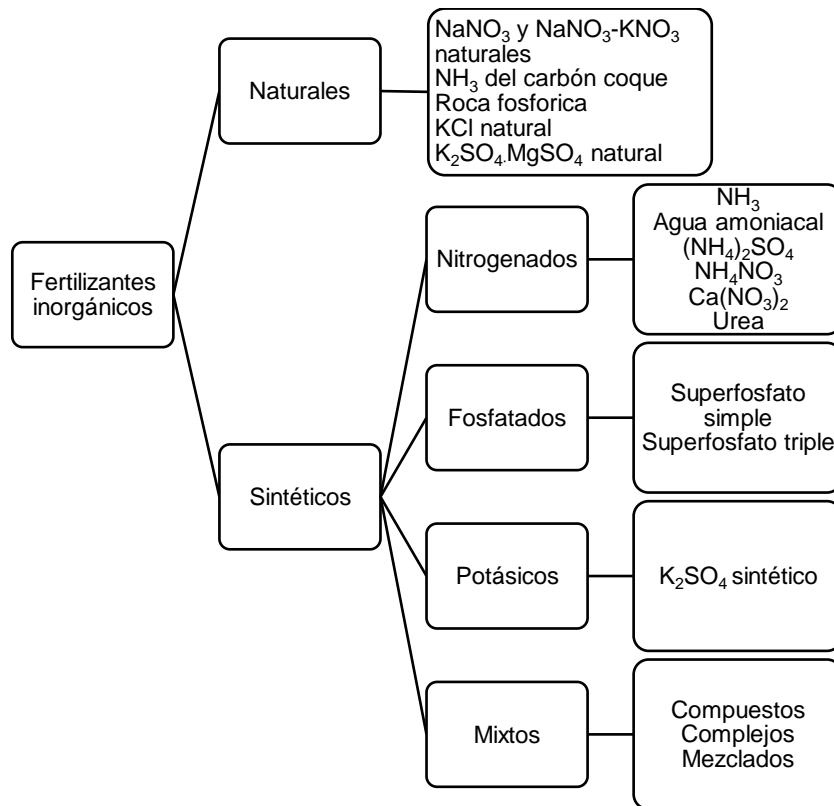 NaNO₃ y NaNO₃-KNO₃
naturales
NH₃ del carbón coque
Roca fosforica
KCl natural
K₂SO₄.MgSO₄ natural
Naturales
Fertilizantes
inorgánicos
Sintéticos
Nitrogenados
NH₃
Agua amoniacal
(NH₄)₂SO₄
NH₄NO₃
Ca(NO₃)₂
Urea
Fosfatados
Superfosfato
simple
Superfosfato triple
Potásicos
K₂SO₄ sintético
Mixtos
Compuestos
Complejos
Mezclados